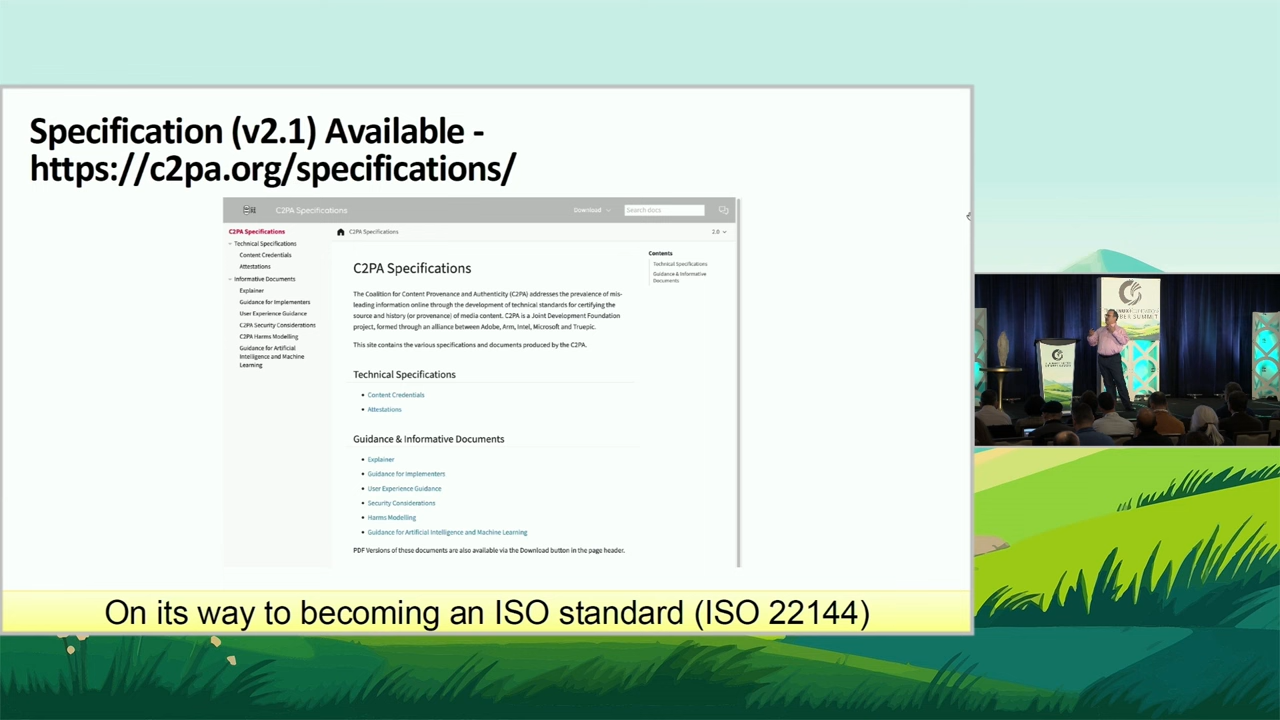 Specification (v2.1) Available -
https://c2pa.org/specifications/
C2PA Specifications
Download
Search docs
C2PA Specifications
Technical Specifications
Content Credentials
Attestations
Informative Documents
Explainer
Guidance for Implementers
User Experience Guidance
C2PA Security Considerations
C2PA Harms Modelling
Guidance for Artificial
Intelligence and Machine
Learning
C2PA Specifications
2.0
C2PA Specifications
The Coalition for Content Provenance and Authenticity (C2PA) addresses the prevalence of mis-
leading information online through the development of technical standards for certifying the
source and history (or provenance) of media content. C2PA is a Joint Development Foundation
project, formed through an alliance between Adobe, Arm, Intel, Microsoft and Truepic.
This site contains the various specifications and documents produced by the C2PA.
Technical Specifications
Content Credentials
Attestations
Guidance & Informative Documents
Explainer
Guidance for Implementers
User Experience Guidance
Security Considerations
Harms Modelling
Guidance for Artificial Intelligence and Machine Learning
PDF Versions of these documents are also available via the Download button in the page header.
Contents
Technical Specifications
Guidance & Informative
Documents
On its way to becoming an ISO standard (ISO 22144)